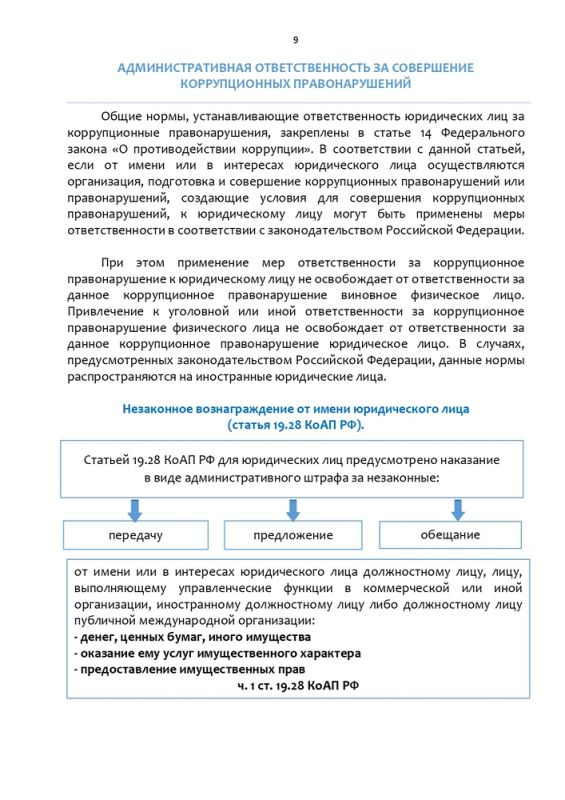 9
АДМИНИСТРАТИВНАЯ ОТВЕТСТВЕННОСТЬ ЗА СОВЕРШЕНИЕ
КОРРУПЦИОННЫХ ПРАВОНАРУШЕНИЙ
Общие нормы, устанавливающие ответственность юридических лиц за
коррупционные правонарушения, закреплены в статье 14 Федерального
закона «О противодействии коррупции». В соответствии с данной статьей,
если от имени или в интересах юридического лица осуществляются
организация, подготовка и совершение коррупционных правонарушений или
правонарушений, создающие условия для совершения коррупционных
правонарушений, к юридическому лицу могут быть применены меры
ответственности в соответствии с законодательством Российской Федерации.
При этом применение мер ответственности за коррупционное
правонарушение к юридическому лицу не освобождает от ответственности за
данное коррупционное правонарушение виновное физическое лицо.
Привлечение к уголовной или иной ответственности за коррупционное
правонарушение физического лица не освобождает от ответственности за
данное коррупционное правонарушение юридическое лицо. В случаях,
предусмотренных законодательством Российской Федерации, данные нормы
распространяются на иностранные юридические лица.
Незаконное вознаграждение от имени юридического лица
(статья 19.28 КоАП РФ).
Статьей 19.28 КоАП РФ для юридических лиц предусмотрено наказание
в виде административного штрафа за незаконные:
передачу
предложение
обещание
от имени или в интересах юридического лица должностному лицу, лицу,
выполняющему управленческие функции в коммерческой или иной
организации, иностранному должностному лицу либо должностному лицу
публичной международной организации:
- денег, ценных бумаг, иного имущества
- оказание ему услуг имущественного характера
- предоставление имущественных прав
ч. 1 ст. 19.28 КоАП РФ